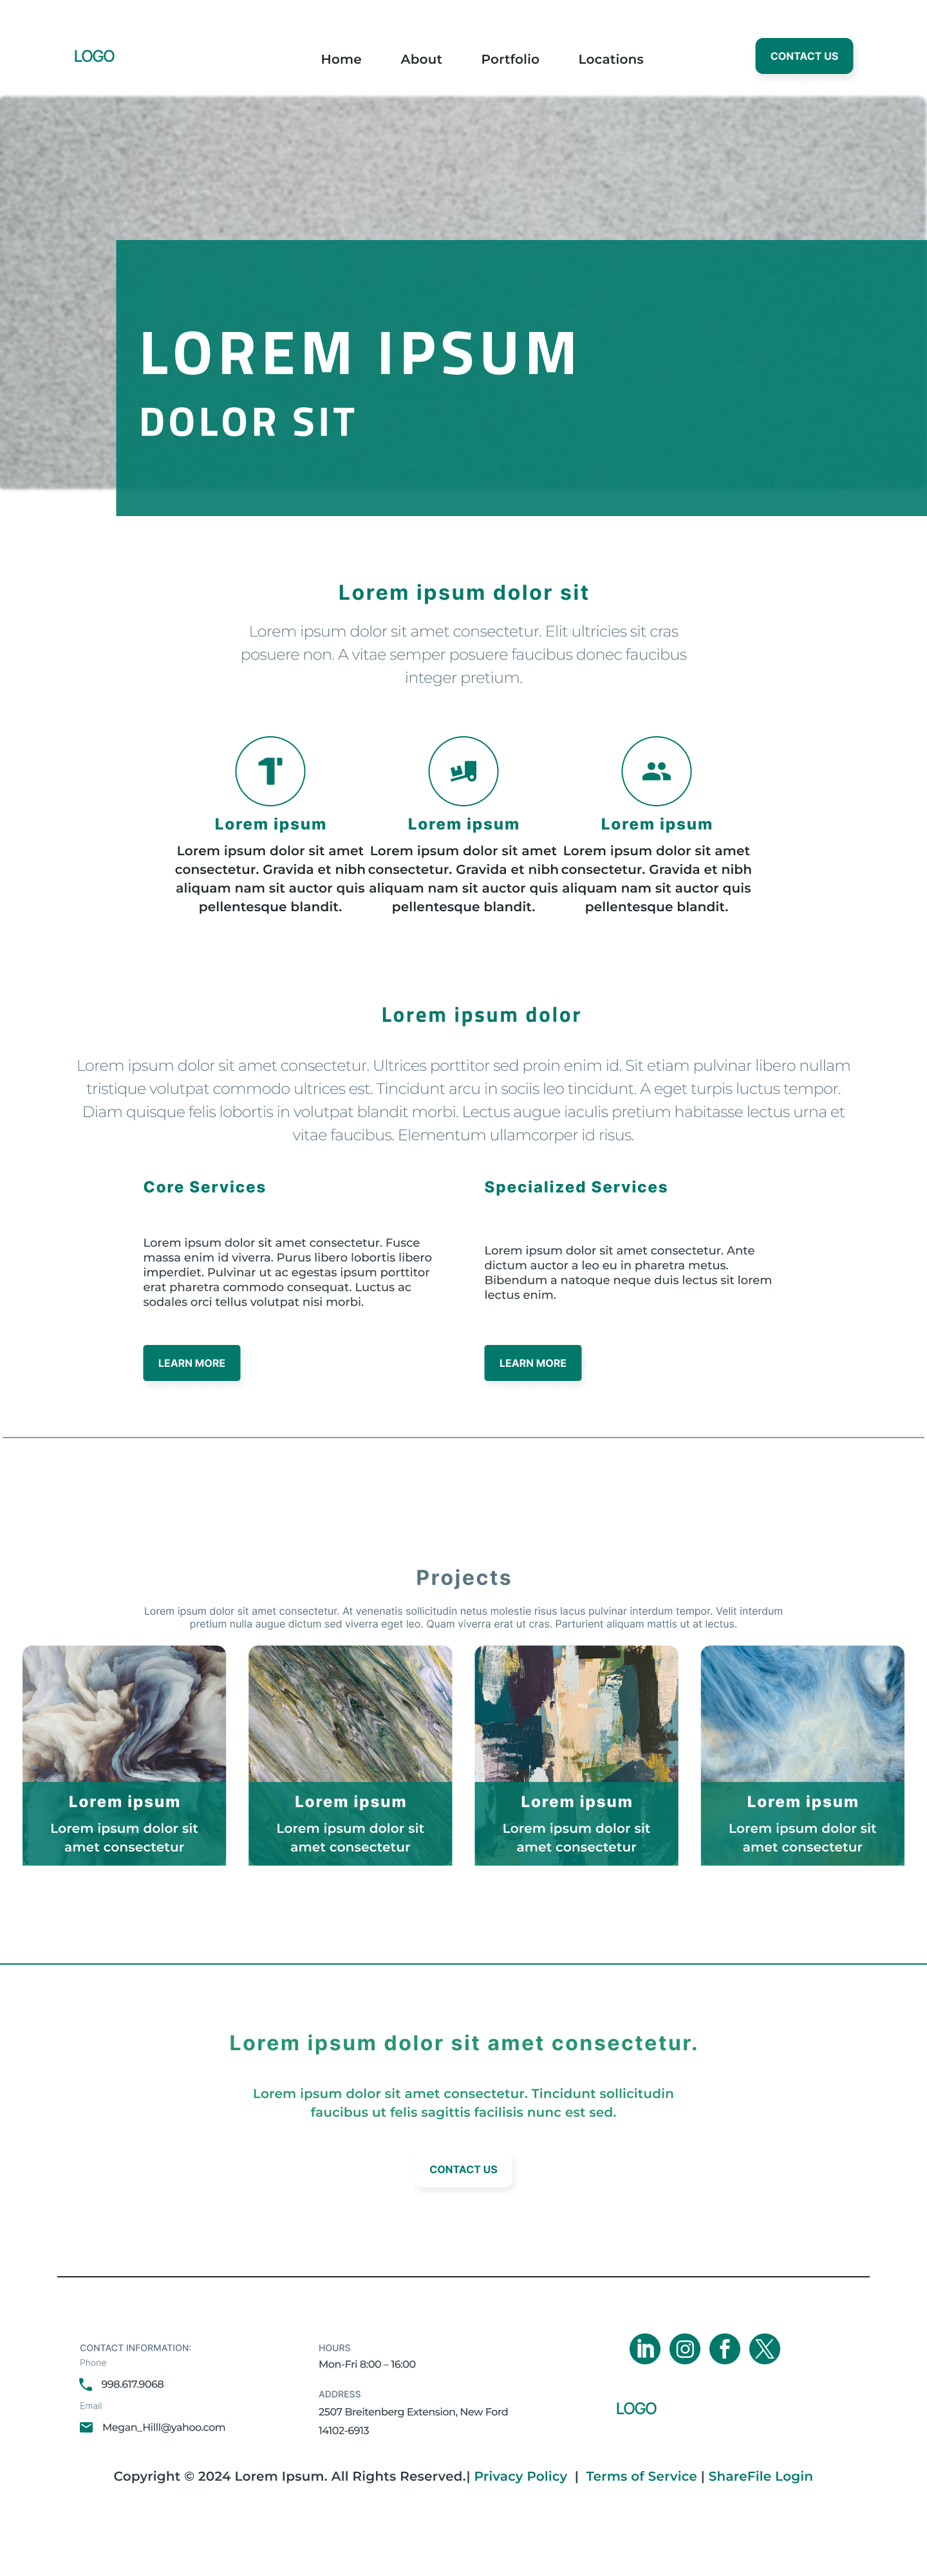 LOGO
Home About Portfolio Locations
CONTACT US
LOREM IPSUM
DOLOR SIT
Lorem ipsum dolor sit
Lorem ipsum dolor sit amet consectetur. Elit ultricies sit cras
posuere non. A vitae semper posuere faucibus donec faucibus
integer pretium.
Lorem ipsum
Lorem ipsum dolor sit amet
consectetur. Gravida et nibh
aliquam nam sit auctor quis
pellentesque blandit.
Lorem ipsum
Lorem ipsum dolor sit amet
consectetur. Gravida et nibh
aliquam nam sit auctor quis
pellentesque blandit.
Lorem ipsum
Lorem ipsum dolor sit amet
consectetur. Gravida et nibh
aliquam nam sit auctor quis
pellentesque blandit.
Lorem ipsum dolor
Lorem ipsum dolor sit amet consectetur. Ultrices porttitor sed proin enim id. Sit etiam pulvinar libero nullam
tristique volutpat commodo ultrices est. Tincidunt arcu in sociis leo tincidunt. A eget turpis luctus tempor.
Diam quisque felis lobortis in volutpat blandit morbi. Lectus augue iaculis pretium habitasse lectus urna et
vitae faucibus. Elementum ullamcorper id risus.
Core Services
Lorem ipsum dolor sit amet consectetur. Fusce
massa enim id viverra. Purus libero lobortis libero
imperdiet. Pulvinar ut ac egestas ipsum porttitor
erat pharetra commodo consequat. Luctus ac
sodales orci tellus volutpat nisi morbi.
LEARN MORE
Specialized Services
Lorem ipsum dolor sit amet consectetur. Ante
dictum auctor a leo eu in pharetra metus.
Bibendum a natoque neque duis lectus sit lorem
lectus enim.
LEARN MORE
Projects
Lorem ipsum dolor sit amet consectetur. At venenatis sollicitudin netus molestie risus lacus pulvinar interdum tempor. Velit interdum
pretium nulla augue dictum sed viverra eget leo. Quam viverra erat ut cras. Parturient aliquam mattis ut at lectus.
Lorem ipsum
Lorem ipsum dolor sit
amet consectetur
Lorem ipsum
Lorem ipsum dolor sit
amet consectetur
Lorem ipsum
Lorem ipsum dolor sit
amet consectetur
Lorem ipsum
Lorem ipsum dolor sit
amet consectetur
Lorem ipsum dolor sit amet consectetur.
Lorem ipsum dolor sit amet consectetur. Tincidunt sollicitudin
faucibus ut felis sagittis facilisis nunc est sed.
CONTACT US
CONTACT INFORMATION:
Phone
998.617.9068
Email
Megan_Hilll@yahoo.com
HOURS
Mon-Fri 8:00 – 16:00
ADDRESS
2507 Breitenberg Extension, New Ford
14102-6913
LOGO
Copyright © 2024 Lorem Ipsum. All Rights Reserved.| Privacy Policy | Terms of Service | ShareFile Login